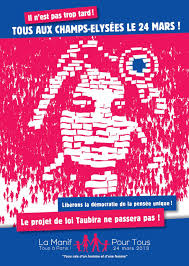 Il n'est pas trop tard !
TOUS AUX CHAMPS-ELYSÉES LE 24 MARS !
Libérons la démocratie de la pensée unique !
Le projet de loi Taubira ne passera pas !
La Manif Pour Tous
Tous à Paris ! 24 mars 2013
"Tous nés d'un homme et d'une femme"